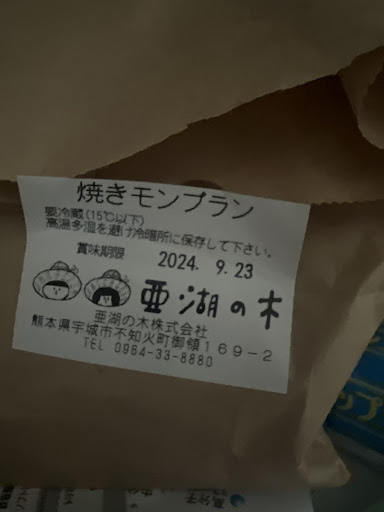 焼きモンブラン
要冷蔵(15℃以下)
高温多湿を避け冷暗所に保存して下さい。
賞味期限 2024. 9. 23
亜湖の木
亜湖の木株式会社
熊本県宇城市不知火町御領169-2
TEL 0964-33-8880